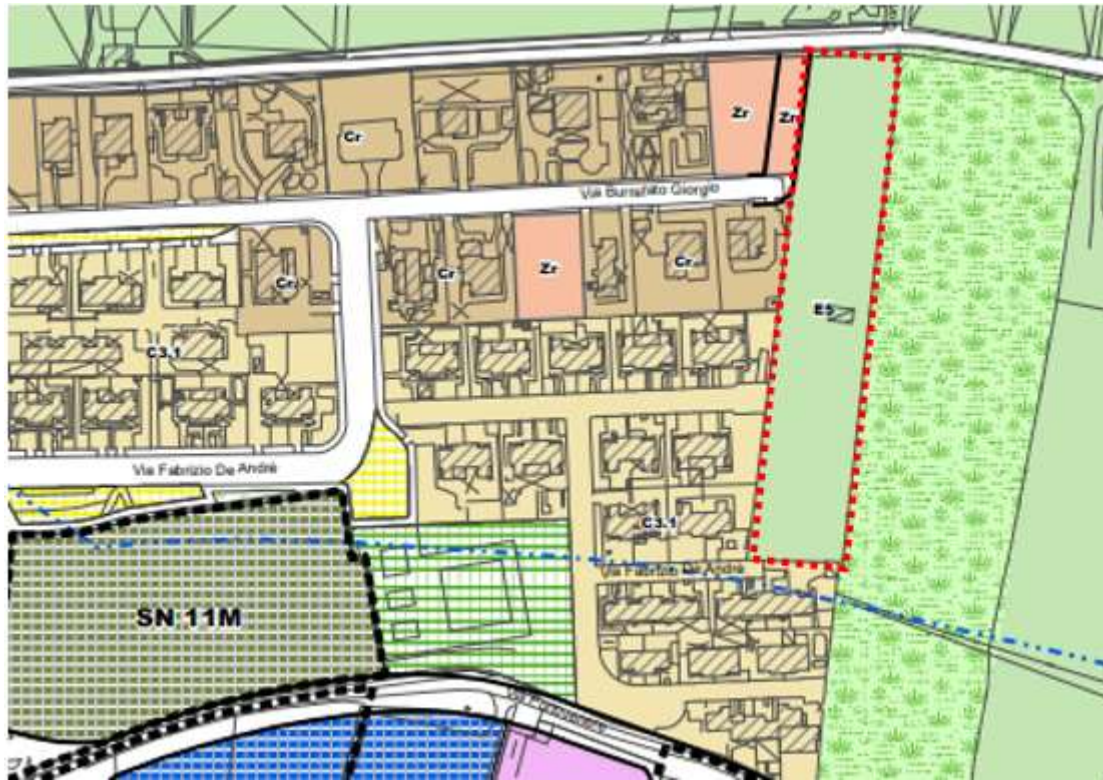 Zr
Zr
Cr
Via Burashito Giorgio
Cr
Cr
Zr
Cr
E5
C3.1
Via Fabrizio De André
C3.1
Via Fabrizio De André
SN 11M